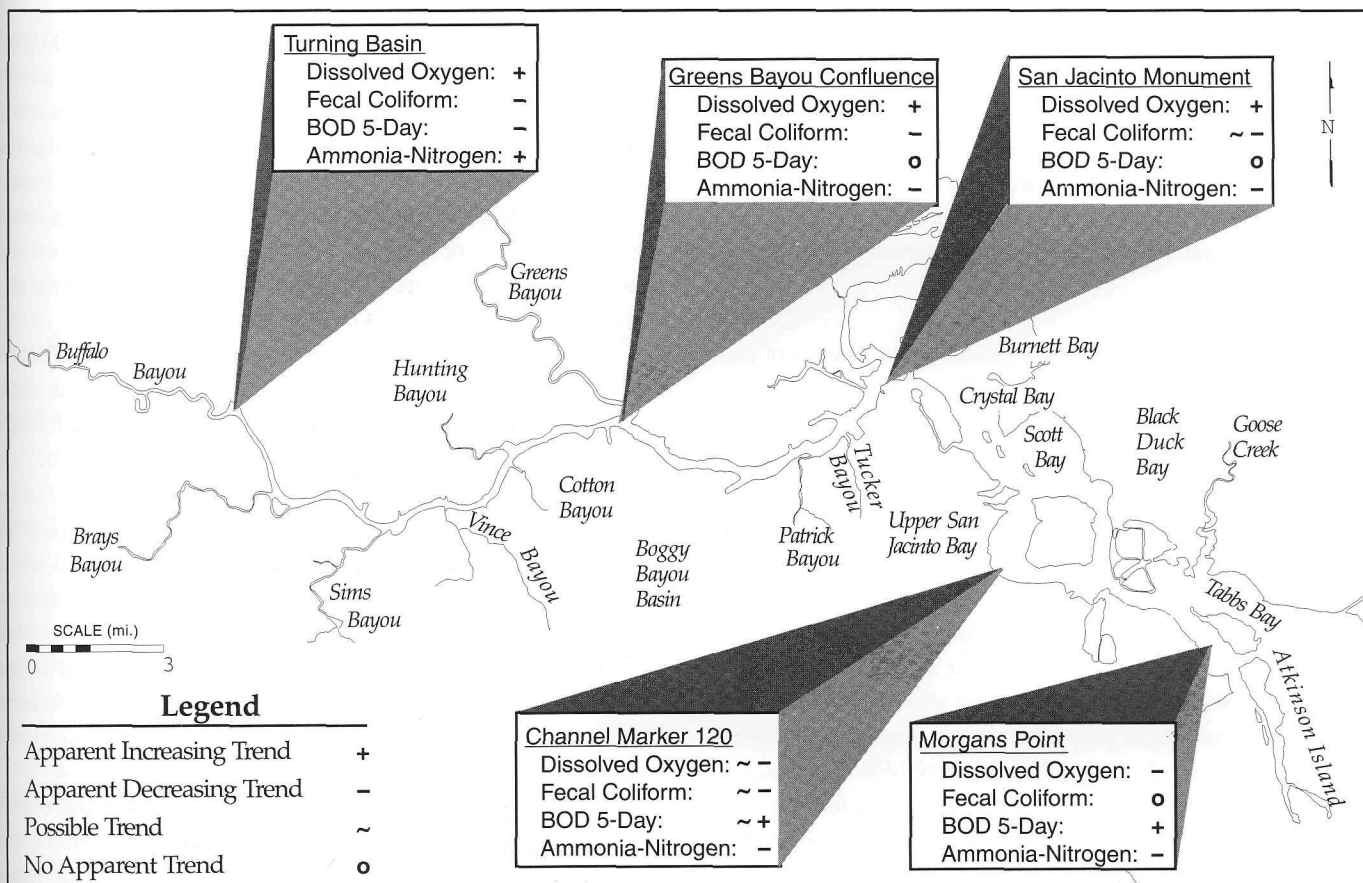 Turning Basin
Dissolved Oxygen: +
Fecal Coliform: –
BOD 5-Day: –
Ammonia-Nitrogen: +
Greens Bayou Confluence
Dissolved Oxygen: +
Fecal Coliform: –
BOD 5-Day: o
Ammonia-Nitrogen: –
San Jacinto Monument
Dissolved Oxygen: +
Fecal Coliform: ~ –
BOD 5-Day: o
Ammonia-Nitrogen: –
N
Greens
Bayou
Buffalo
Bayou
Hunting
Bayou
Burnett Bay
Crystal Bay
Scott
Bay
Black
Duck
Bay
Goose
Creek
Brays
Bayou
Sims
Bayou
Vince
Bayou
Cotton
Bayou
Boggy
Bayou
Basin
Patrick
Bayou
Tucker
Bayou
Upper San
Jacinto Bay
Tabbs Bay
Atkinson Island
SCALE (mi.)
0 3
Legend
Apparent Increasing Trend +
Apparent Decreasing Trend –
Possible Trend ~
No Apparent Trend o
Channel Marker 120
Dissolved Oxygen: ~ –
Fecal Coliform: ~ –
BOD 5-Day: ~ +
Ammonia-Nitrogen: –
Morgans Point
Dissolved Oxygen: –
Fecal Coliform: o
BOD 5-Day: +
Ammonia-Nitrogen: –